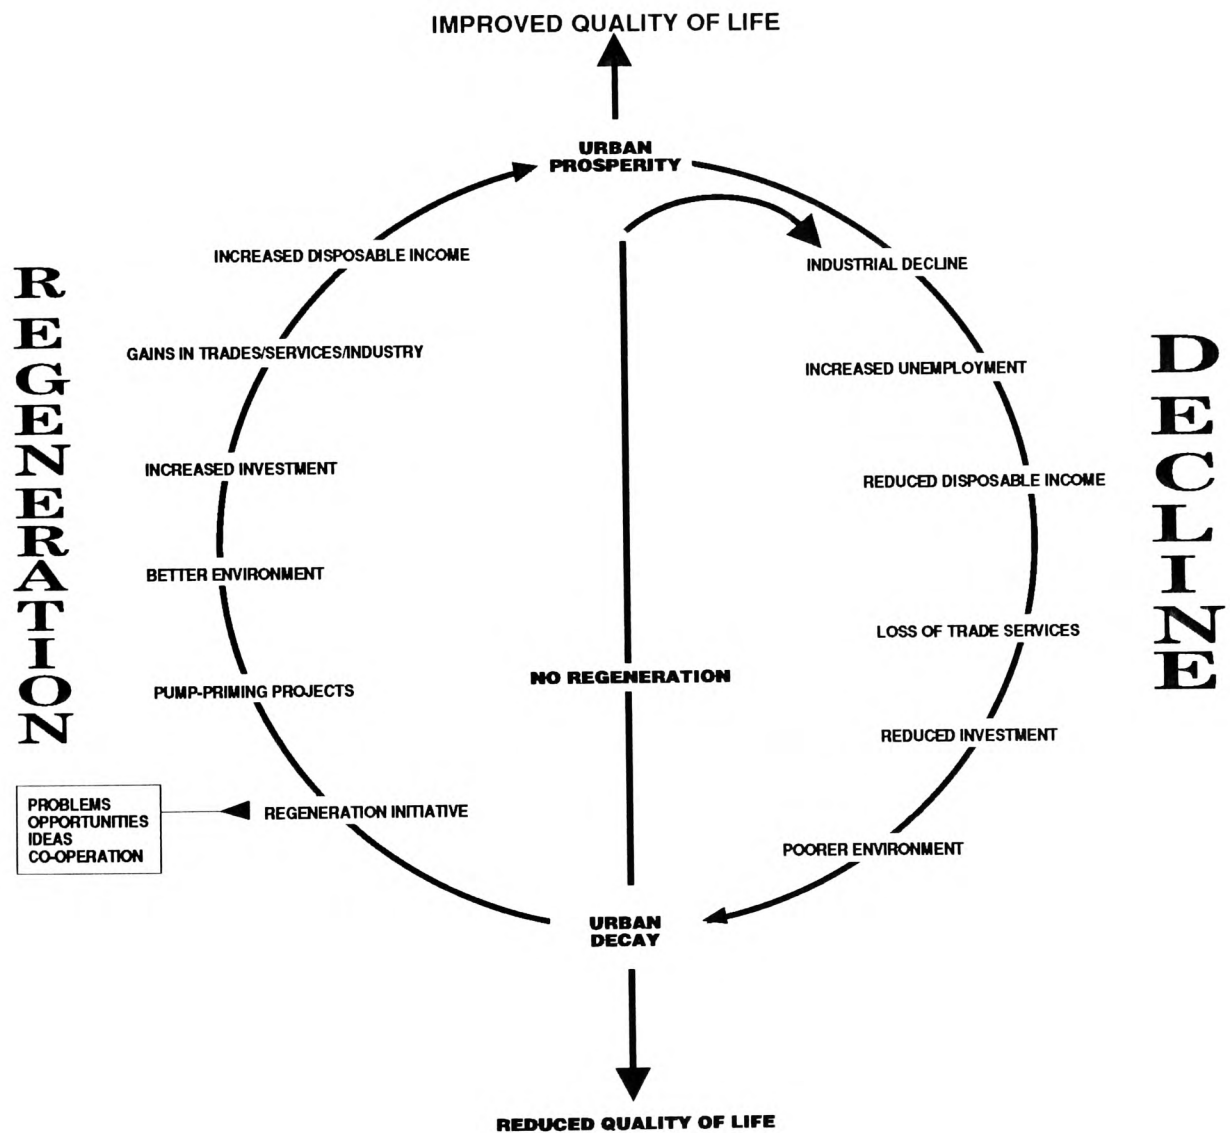 IMPROVED QUALITY OF LIFE
URBAN
PROSPERITY
INCREASED DISPOSABLE INCOME
GAINS IN TRADES/SERVICES/INDUSTRY
INCREASED INVESTMENT
BETTER ENVIRONMENT
PUMP-PRIMING PROJECTS
REGENERATION INITIATIVE
PROBLEMS
OPPORTUNITIES
IDEAS
CO-OPERATION
REGENERATION
NO REGENERATION
INDUSTRIAL DECLINE
INCREASED UNEMPLOYMENT
REDUCED DISPOSABLE INCOME
LOSS OF TRADE SERVICES
REDUCED INVESTMENT
POORER ENVIRONMENT
DECLINE
URBAN
DECAY
REDUCED QUALITY OF LIFE